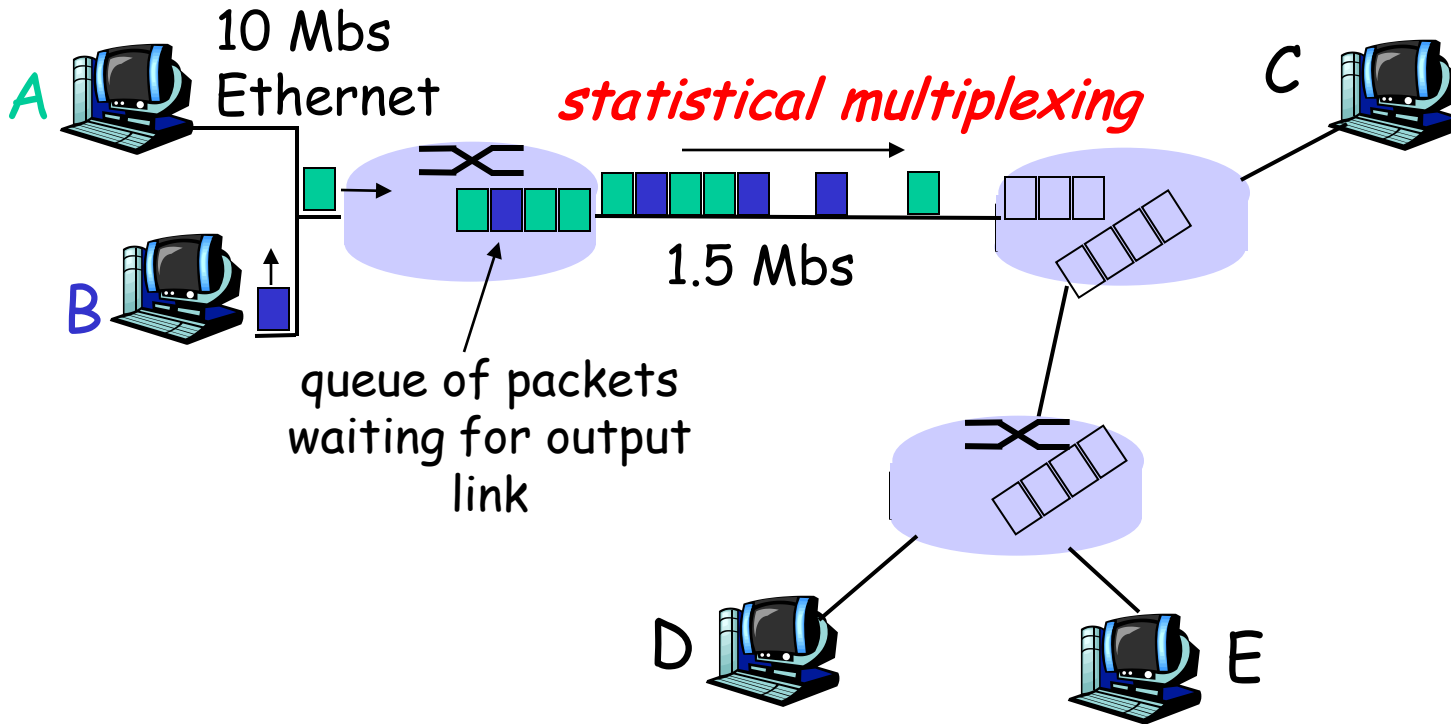 10 Mbs
Ethernet
A
statistical multiplexing
C
1.5 Mbs
B
queue of packets
waiting for output
link
D
E